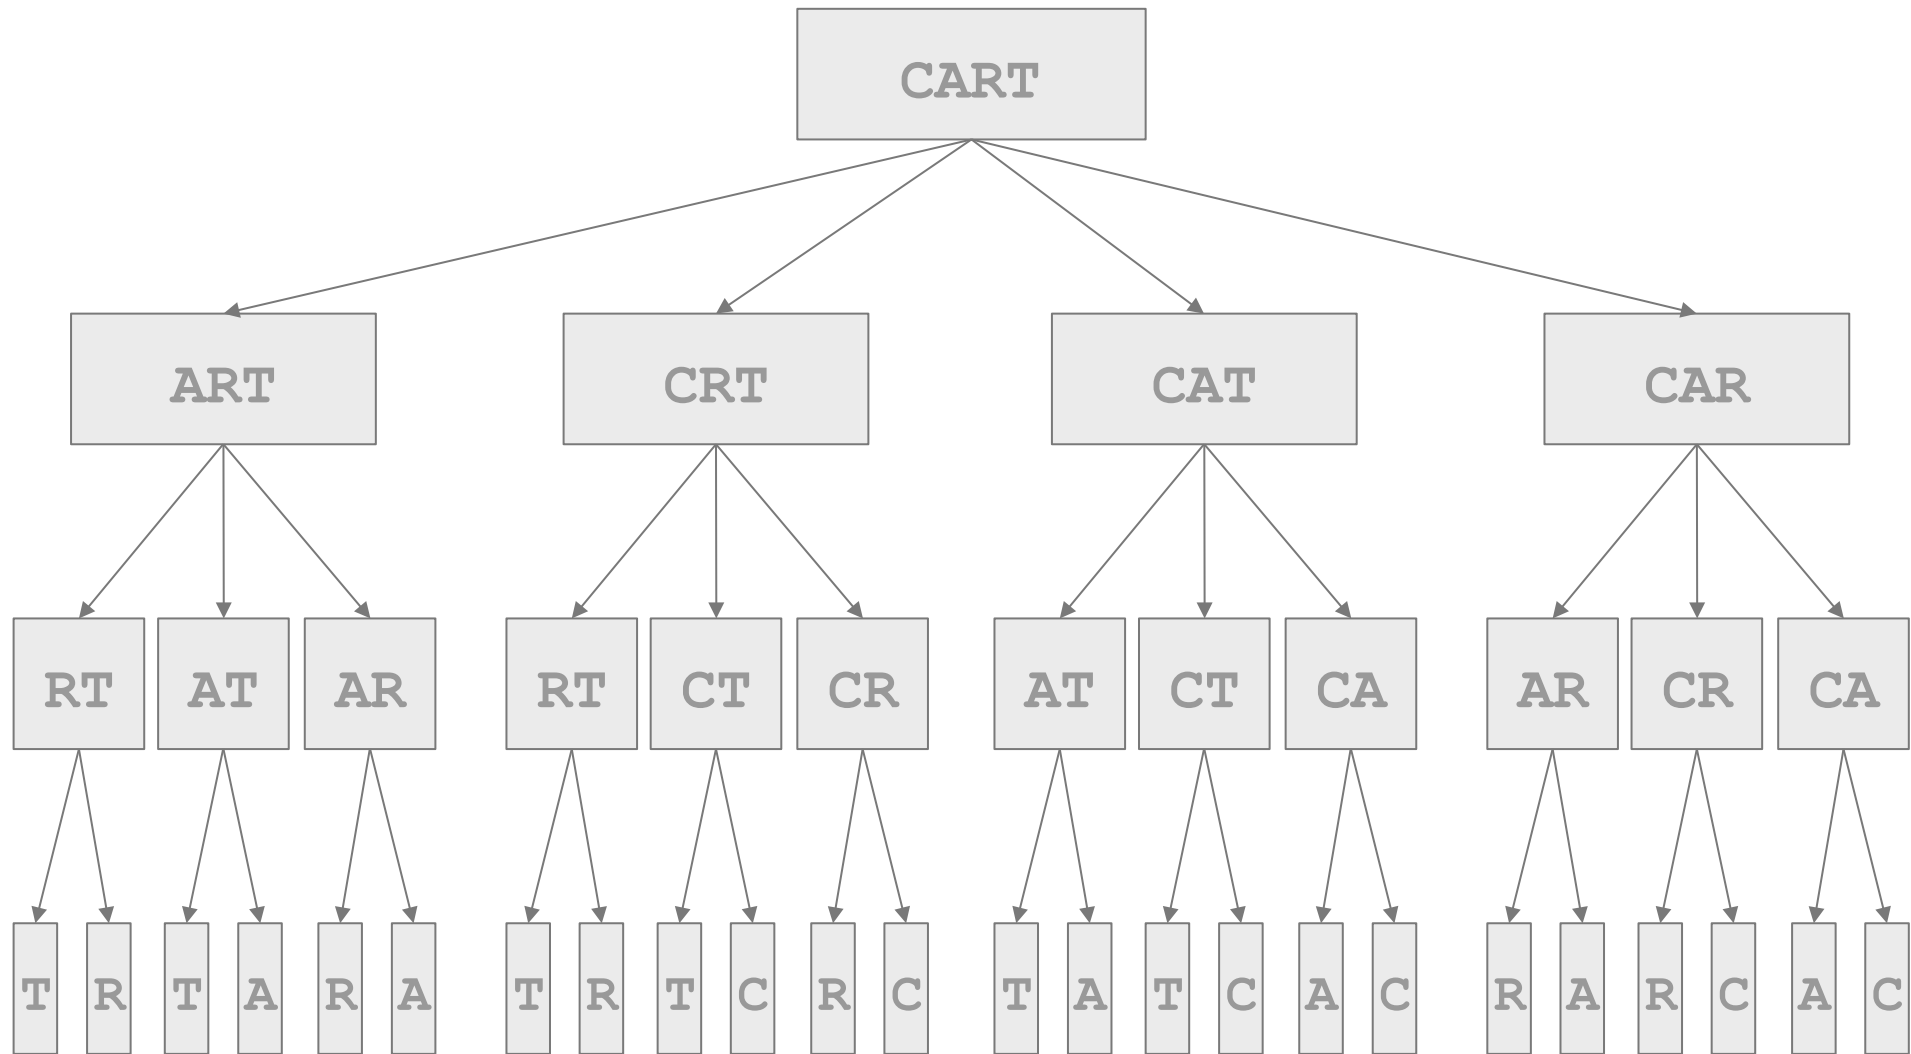 CART
ART CRT CAT CAR
RT AT AR RT CT CR AT CT CA AR CR CA
T R T A R A T R T C R C T A T C A C R A R C A C